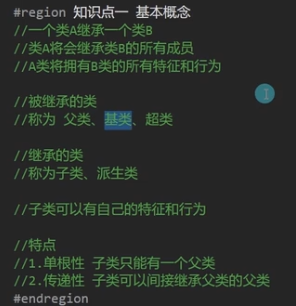 #region 知识点一 基本概念
//一个类A继承一个类B
//类A将会继承类B的所有成员
//A类将拥有B类的所有特征和行为
//被继承的类
//称为 父类、基类、超类
//继承的类
//称为子类、派生类
//子类可以有自己的特征和行为
//特点
//1.单根性 子类只能有一个父类
//2.传递性 子类可以间接继承父类的父类
#endregion